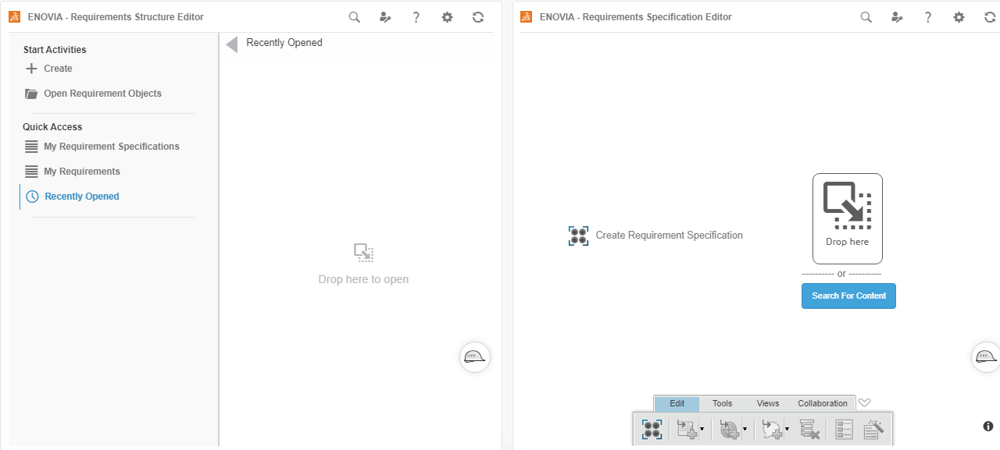 ENOVIA - Requirements Structure Editor
Start Activities
Create
Open Requirement Objects
Quick Access
My Requirement Specifications
My Requirements
Recently Opened
Recently Opened
Drop here to open
ENOVIA - Requirements Specification Editor
Create Requirement Specification
Drop here
---------- or ----------
Search For Content
Edit Tools Views Collaboration